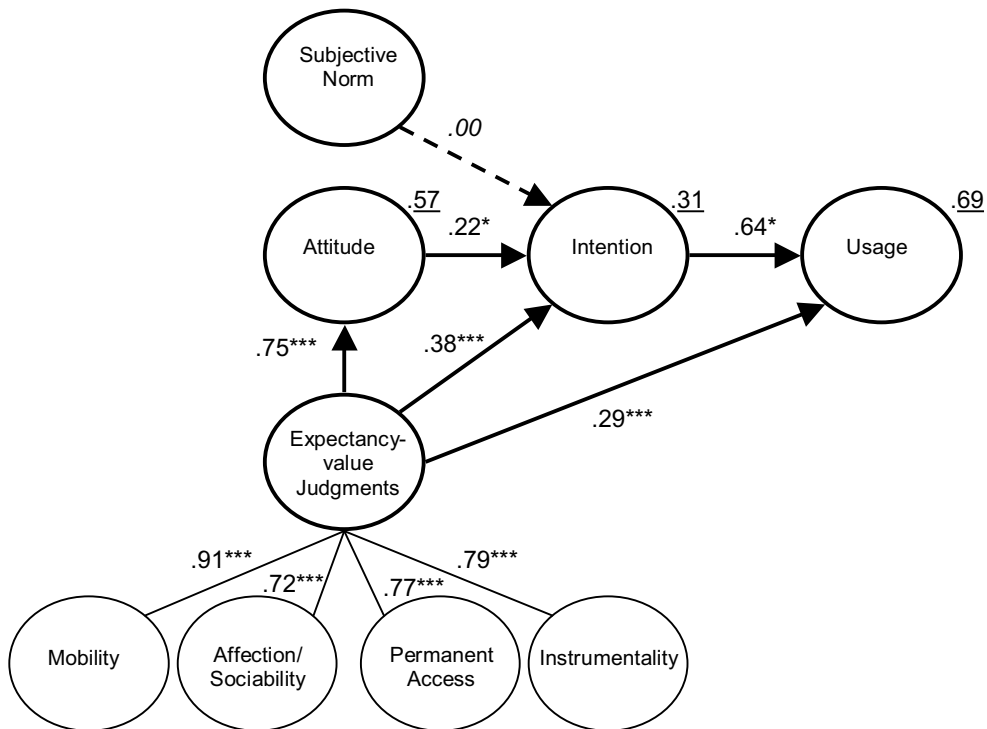 Subjective
Norm
.00
.57
.31
.69
Attitude
.22*
Intention
.64*
Usage
.75***
.38***
.29***
Expectancy-
value
Judgments
.91***
.72***
.77***
.79***
Mobility
Affection/
Sociability
Permanent
Access
Instrumentality